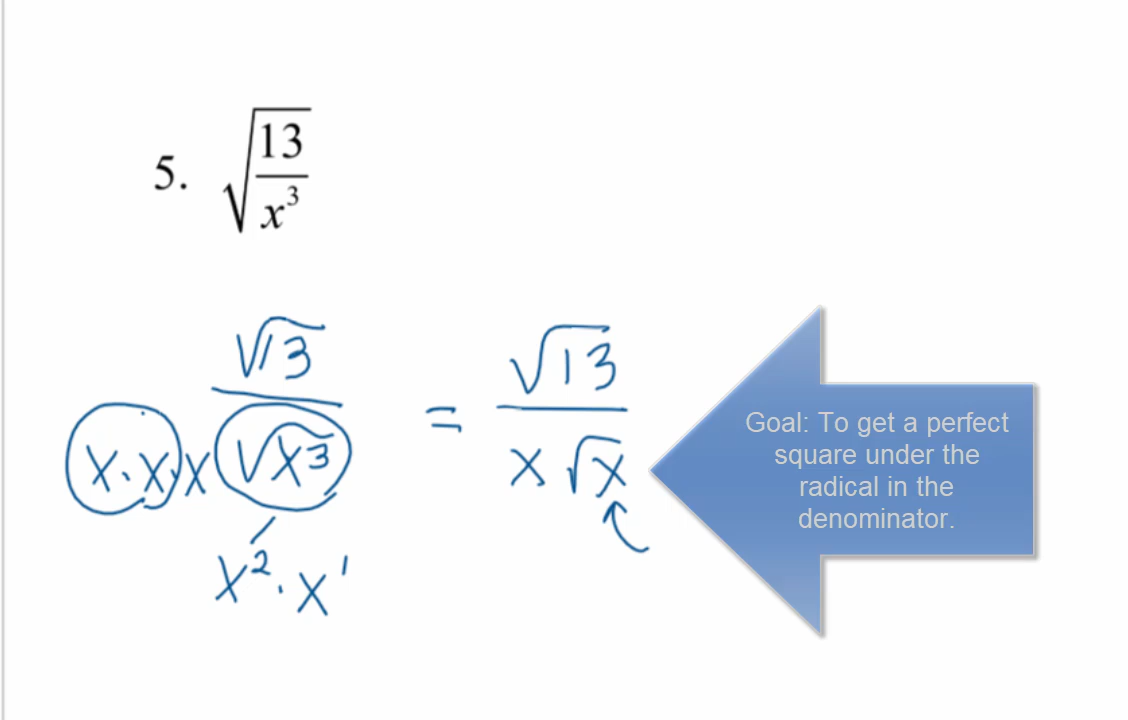 5. √(13/x³)
√13 / √x³ = √13 / x√x
x·x·x
x²·x¹
Goal: To get a perfect
square under the
radical in the
denominator.